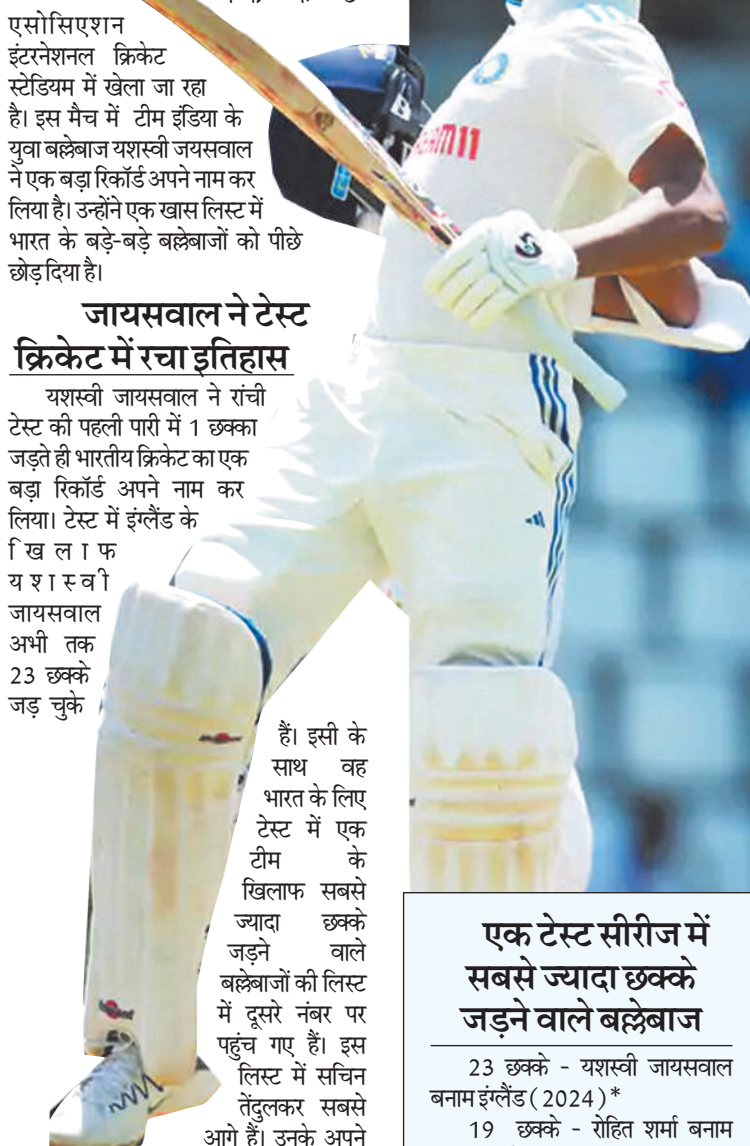 एसोसिएशन
इंटरनेशनल क्रिकेट
स्टेडियम में खेला जा रहा
है। इस मैच में टीम इंडिया के
युवा बल्लेबाज यशस्वी जयसवाल
ने एक बड़ा रिकॉर्ड अपने नाम कर
लिया है। उन्होंने एक खास लिस्ट में
भारत के बड़े-बड़े बल्लेबाजों को पीछे
छोड़ दिया है।
जायसवाल ने टेस्ट
क्रिकेट में रचा इतिहास
यशस्वी जायसवाल ने रांची
टेस्ट की पहली पारी में 1 छक्का
जड़ते ही भारतीय क्रिकेट का एक
बड़ा रिकॉर्ड अपने नाम कर
लिया। टेस्ट में इंग्लैंड के
खिलाफ
यशस्वी
जायसवाल
अभी तक
23 छक्के
जड़ चुके
हैं। इसी के
साथ वह
भारत के लिए
टेस्ट में एक
टीम के
खिलाफ सबसे
ज्यादा छक्के
जड़ने वाले
बल्लेबाजों की लिस्ट
में दूसरे नंबर पर
पहुंच गए हैं। इस
लिस्ट में सचिन
तेंदुलकर सबसे
आगे हैं। उनके अपने
एक टेस्ट सीरीज में
सबसे ज्यादा छक्के
जड़ने वाले बल्लेबाज
23 छक्के - यशस्वी जायसवाल
बनाम इंग्लैंड ( 2024 ) *
19 छक्के - रोहित शर्मा बनाम